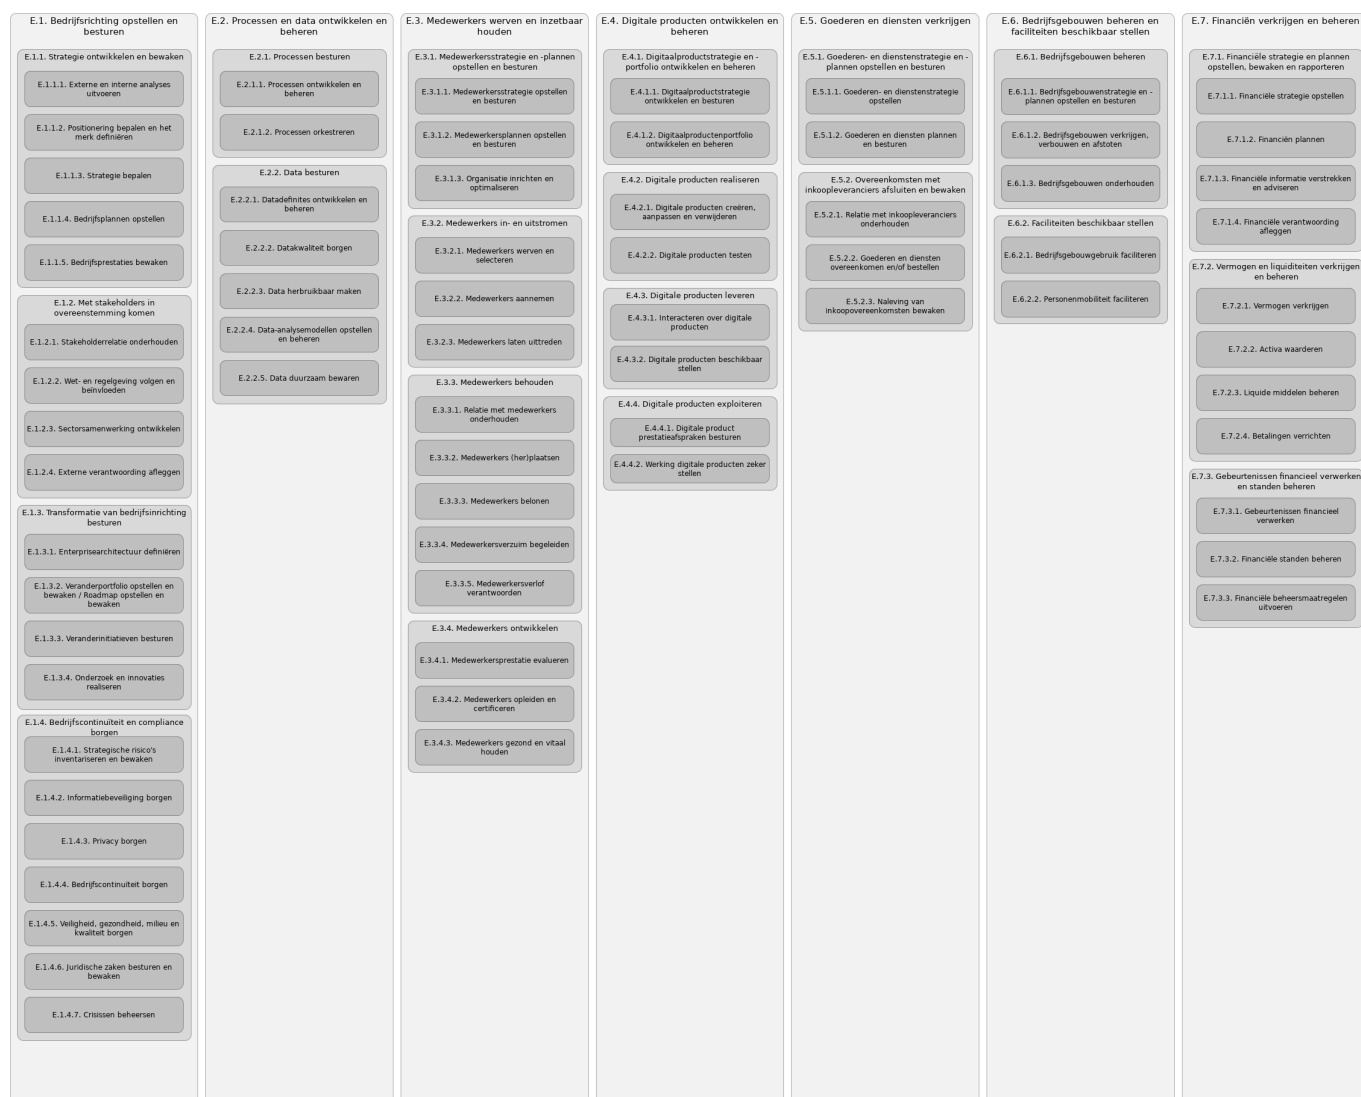 E.1. Bedrijfsrichting opstellen en
besturen
E.1.1. Strategie ontwikkelen en bewaken
E.1.1.1. Externe en interne analyses
uitvoeren
E.1.1.2. Positionering bepalen en het
merk definiëren
E.1.1.3. Strategie bepalen
E.1.1.4. Bedrijfsplannen opstellen
E.1.1.5. Bedrijfsprestaties bewaken
E.1.2. Met stakeholders in
overeenstemming komen
E.1.2.1. Stakeholderrelatie onderhouden
E.1.2.2. Wet- en regelgeving volgen en
beïnvloeden
E.1.2.3. Sectorsamenwerking ontwikkelen
E.1.2.4. Externe verantwoording afleggen
E.1.3. Transformatie van bedrijfsinrichting
besturen
E.1.3.1. Enterprisearchitectuur definiëren
E.1.3.2. Veranderportfolio opstellen en
bewaken / Roadmap opstellen en
bewaken
E.1.3.3. Veranderinitiatieven besturen
E.1.3.4. Onderzoek en innovaties
realiseren
E.1.4. Bedrijfscontinuïteit en compliance
borgen
E.1.4.1. Strategische risico's
inventariseren en bewaken
E.1.4.2. Informatiebeveiliging borgen
E.1.4.3. Privacy borgen
E.1.4.4. Bedrijfscontinuïteit borgen
E.1.4.5. Veiligheid, gezondheid, milieu en
kwaliteit borgen
E.1.4.6. Juridische zaken besturen en
bewaken
E.1.4.7. Crisissen beheersen
E.2. Processen en data ontwikkelen en
beheren
E.2.1. Processen besturen
E.2.1.1. Processen ontwikkelen en
beheren
E.2.1.2. Processen orkestreren
E.2.2. Data besturen
E.2.2.1. Datadefinites ontwikkelen en
beheren
E.2.2.2. Datakwaliteit borgen
E.2.2.3. Data herbruikbaar maken
E.2.2.4. Data-analysemodellen opstellen
en beheren
E.2.2.5. Data duurzaam bewaren
E.3. Medewerkers werven en inzetbaar
houden
E.3.1. Medewerkersstrategie en -plannen
opstellen en besturen
E.3.1.1. Medewerkersstrategie opstellen
en besturen
E.3.1.2. Medewerkersplannen opstellen
en besturen
E.3.1.3. Organisatie inrichten en
optimaliseren
E.3.2. Medewerkers in- en uitstromen
E.3.2.1. Medewerkers werven en
selecteren
E.3.2.2. Medewerkers aannemen
E.3.2.3. Medewerkers laten uittreden
E.3.3. Medewerkers behouden
E.3.3.1. Relatie met medewerkers
onderhouden
E.3.3.2. Medewerkers (her)plaatsen
E.3.3.3. Medewerkers belonen
E.3.3.4. Medewerkersverzuim begeleiden
E.3.3.5. Medewerkersverlof
verantwoorden
E.3.4. Medewerkers ontwikkelen
E.3.4.1. Medewerkersprestatie evalueren
E.3.4.2. Medewerkers opleiden en
certificeren
E.3.4.3. Medewerkers gezond en vitaal
houden
E.4. Digitale producten ontwikkelen en
beheren
E.4.1. Digitaalproductstrategie en -
portfolio ontwikkelen en beheren
E.4.1.1. Digitaalproductstrategie
ontwikkelen en besturen
E.4.1.2. Digitaalproductenportfolio
ontwikkelen en beheren
E.4.2. Digitale producten realiseren
E.4.2.1. Digitale producten creëren,
aanpassen en verwijderen
E.4.2.2. Digitale producten testen
E.4.3. Digitale producten leveren
E.4.3.1. Interacteren over digitale
producten
E.4.3.2. Digitale producten beschikbaar
stellen
E.4.4. Digitale producten exploiteren
E.4.4.1. Digitale product
prestatieafspraken besturen
E.4.4.2. Werking digitale producten zeker
stellen
E.5. Goederen en diensten verkrijgen
E.5.1. Goederen- en dienstenstrategie en -
plannen opstellen en besturen
E.5.1.1. Goederen- en dienstenstrategie
opstellen
E.5.1.2. Goederen en diensten plannen
en besturen
E.5.2. Overeenkomsten met
inkoopleveranciers afsluiten en bewaken
E.5.2.1. Relatie met inkoopleveranciers
onderhouden
E.5.2.2. Goederen en diensten
overeenkomen en/of bestellen
E.5.2.3. Naleving van
inkoopovereenkomsten bewaken
E.6. Bedrijfsgebouwen beheren en
faciliteiten beschikbaar stellen
E.6.1. Bedrijfsgebouwen beheren
E.6.1.1. Bedrijfsgebouwenstrategie en -
plannen opstellen en besturen
E.6.1.2. Bedrijfsgebouwen verkrijgen,
verbouwen en afstoten
E.6.1.3. Bedrijfsgebouwen onderhouden
E.6.2. Faciliteiten beschikbaar stellen
E.6.2.1. Bedrijfsgebouwgebruik faciliteren
E.6.2.2. Personenmobiliteit faciliteren
E.7. Financiën verkrijgen en beheren
E.7.1. Financiële strategie en plannen
opstellen, bewaken en rapporteren
E.7.1.1. Financiële strategie opstellen
E.7.1.2. Financiën plannen
E.7.1.3. Financiële informatie verstrekken
en adviseren
E.7.1.4. Financiële verantwoording
afleggen
E.7.2. Vermogen en liquiditeiten verkrijgen
en beheren
E.7.2.1. Vermogen verkrijgen
E.7.2.2. Activa waarderen
E.7.2.3. Liquide middelen beheren
E.7.2.4. Betalingen verrichten
E.7.3. Gebeurtenissen financieel verwerken
en standen beheren
E.7.3.1. Gebeurtenissen financieel
verwerken
E.7.3.2. Financiële standen beheren
E.7.3.3. Financiële beheersmaatregelen
uitvoeren